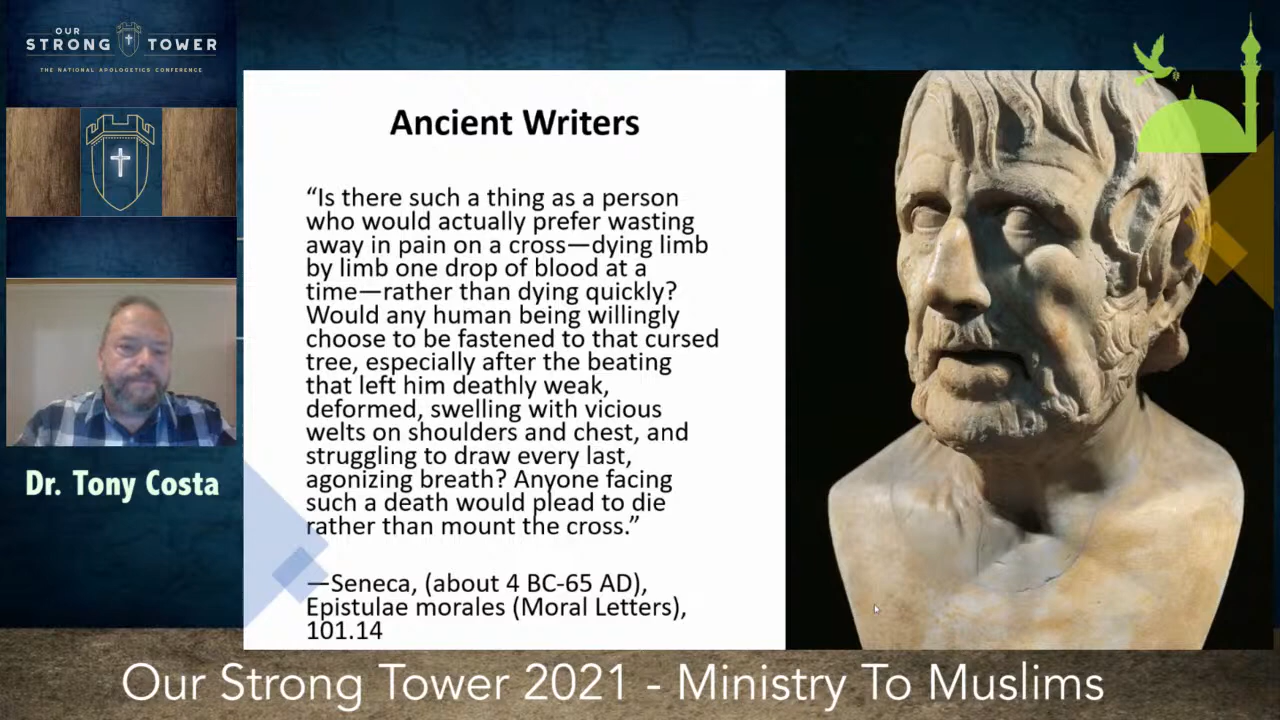 OUR
STRONG TOWER
THE NATIONAL APOLOGETICS CONFERENCE
Dr. Tony Costa
Ancient Writers
“Is there such a thing as a person
who would actually prefer wasting
away in pain on a cross—dying limb
by limb one drop of blood at a
time—rather than dying quickly?
Would any human being willingly
choose to be fastened to that cursed
tree, especially after the beating
that left him deathly weak,
deformed, swelling with vicious
welts on shoulders and chest, and
struggling to draw every last,
agonizing breath? Anyone facing
such a death would plead to die
rather than mount the cross.”
—Seneca, (about 4 BC-65 AD),
Epistulae morales (Moral Letters),
101.14
Our Strong Tower 2021 - Ministry To Muslims